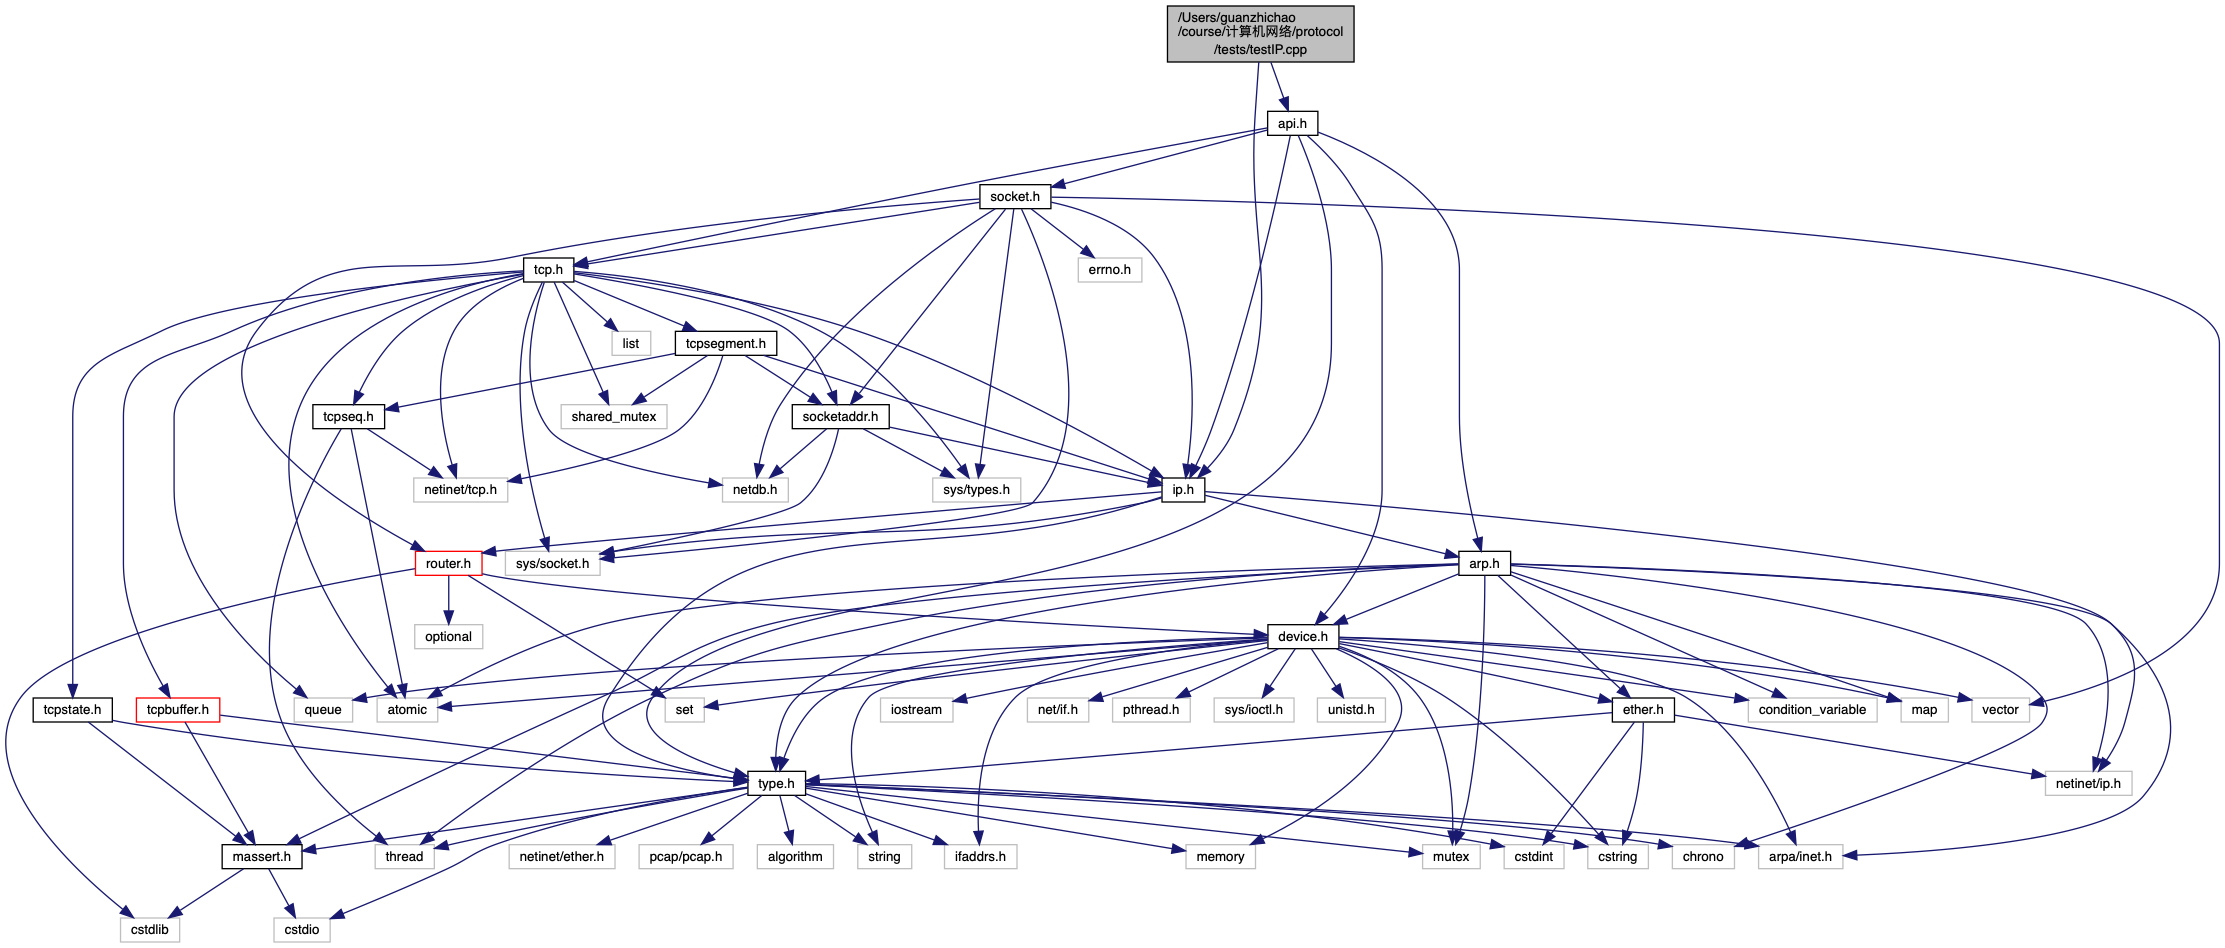 /Users/guanzhichao
/course/计算机网络/protocol
/tests/testIP.cpp
api.h
socket.h
tcp.h
errno.h
list
tcpsegment.h
tcpseq.h
shared_mutex
socketaddr.h
netinet/tcp.h
netdb.h
sys/types.h
ip.h
router.h
sys/socket.h
arp.h
optional
device.h
tcpstate.h
tcpbuffer.h
queue
atomic
set
iostream
net/if.h
pthread.h
sys/ioctl.h
unistd.h
ether.h
condition_variable
map
vector
type.h
netinet/ip.h
massert.h
thread
netinet/ether.h
pcap/pcap.h
algorithm
string
ifaddrs.h
memory
mutex
cstdint
cstring
chrono
arpa/inet.h
cstdlib
cstdio